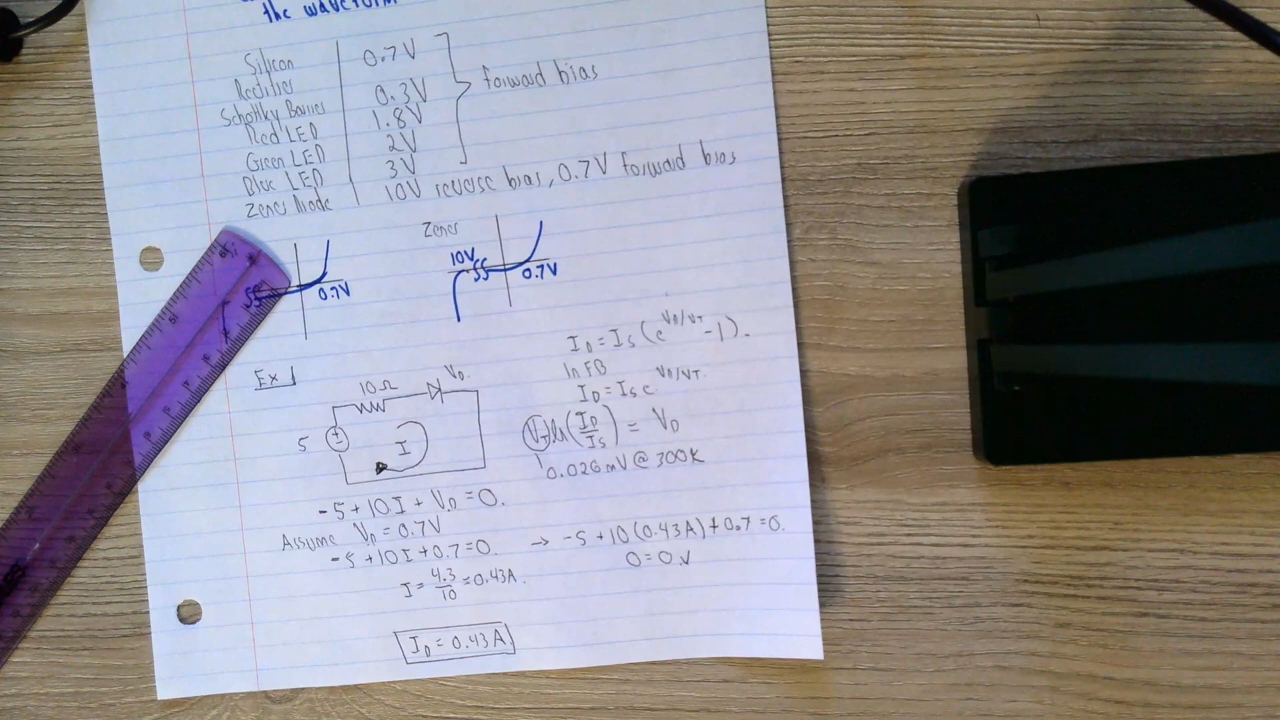 the waveform
Silicon 0.7V
Rectifier
Schottky Barrier 0.3V
Red LED 1.8V
Green LED 2V
Blue LED 3V
forward bias
Zener Diode 10V reverse bias, 0.7V forward bias
0.7V
Zener
10V
0.7V
I_D = I_S (e^{V_D/V_T} - 1).
In FB
I_D = I_S e^{V_D/V_T}.
V_T ln(I_D/I_S) = V_D
0.026 mV @ 300K
Ex 1
10Ω
V_D.
5
I
-5 + 10I + V_D = 0.
Assume V_D = 0.7V
-5 + 10I + 0.7 = 0. → -5 + 10(0.43A) + 0.7 = 0.
0 = 0 √
I = 4.3/10 = 0.43A.
I_D = 0.43A